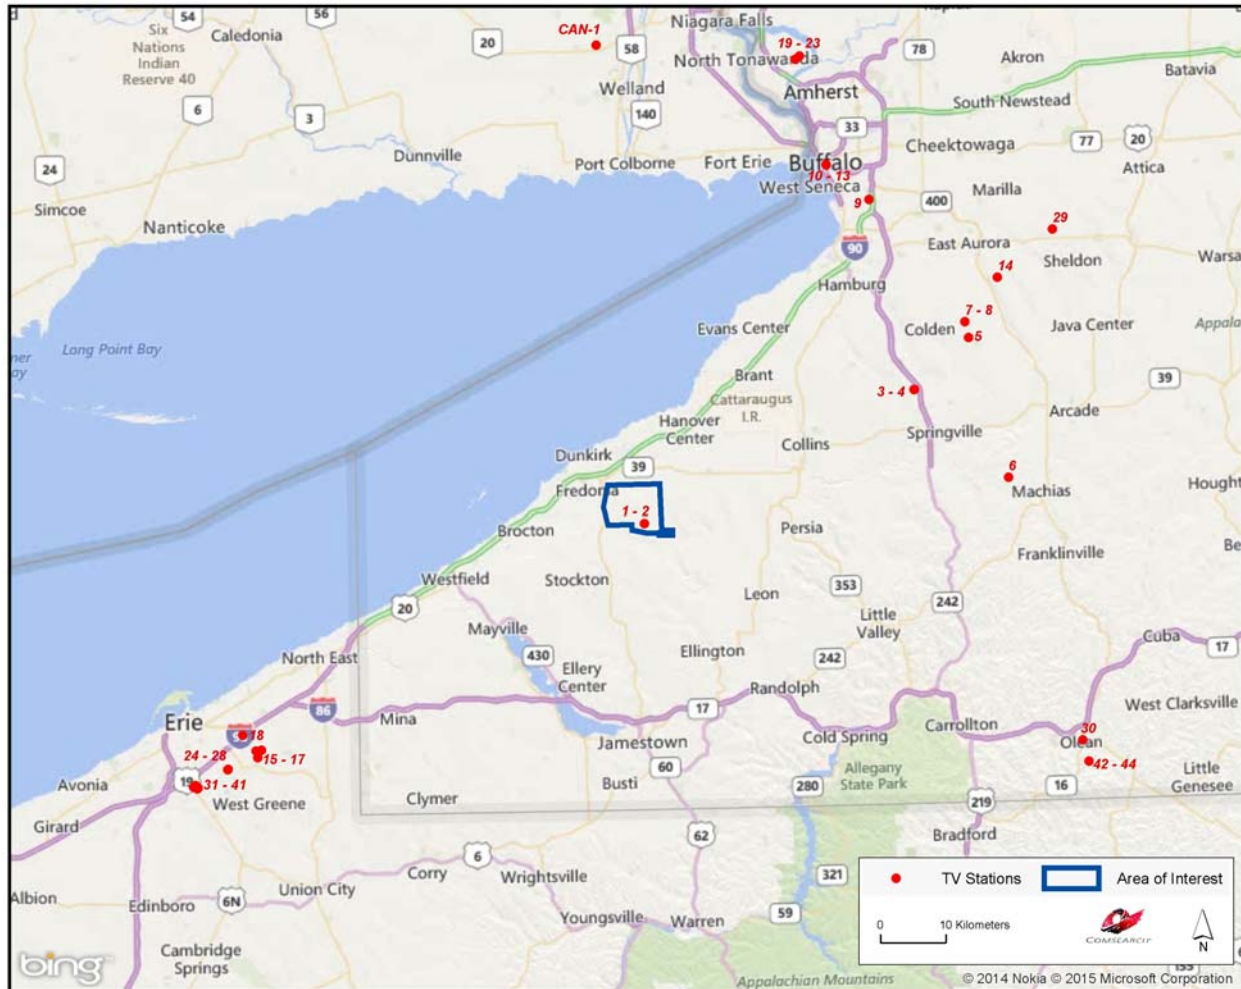 54
56
CAN-1
Niagara Falls
19 - 23
78
Six
Nations
Indian
Reserve 40
Caledonia
20
58
North Tonawanda
Akron
Batavia
Welland
Amherst
South Newstead
6
3
140
33
20
24
Dunnville
Port Colborne
Fort Erie
Buffalo
Cheektowaga
77
Attica
10 - 13
Simcoe
West Seneca
Marilla
9
400
Nanticoke
29
90
East Aurora
Sheldon
14
Hamburg
7 - 8
Evans Center
Colden
5
Java Center
Long Point Bay
Brant
39
Cattaraugus
I.R.
3 - 4
Hanover
Center
Arcade
Collins
Springville
Dunkirk
39
6
Fredonia
Machias
1 - 2
Brocton
Persia
Franklinville
Westfield
Stockton
353
Leon
242
20
Little
Valley
Mayville
Cuba
17
North East
430
Ellery
Center
Ellington
242
Randolph
West Clarksville
86
17
Erie
Mina
Carrollton
30
18
Jamestown
Cold Spring
Olean
24 - 28
15 - 17
42 - 44
60
Allegany
State Park
Avonia
19
31 - 41
Busti
280
16
Little
Genesee
West Greene
Clymer
219
Girard
62
Bradford
6
Corry
Wrightsville
321
TV Stations
Area of Interest
Albion
Edinboro
6N
Union City
59
0
10 Kilometers
Youngsville
Warren
COMSEARCH
N
Cambridge
Springs
bing
Appalachian Mountains
© 2014 Nokia © 2015 Microsoft Corporation